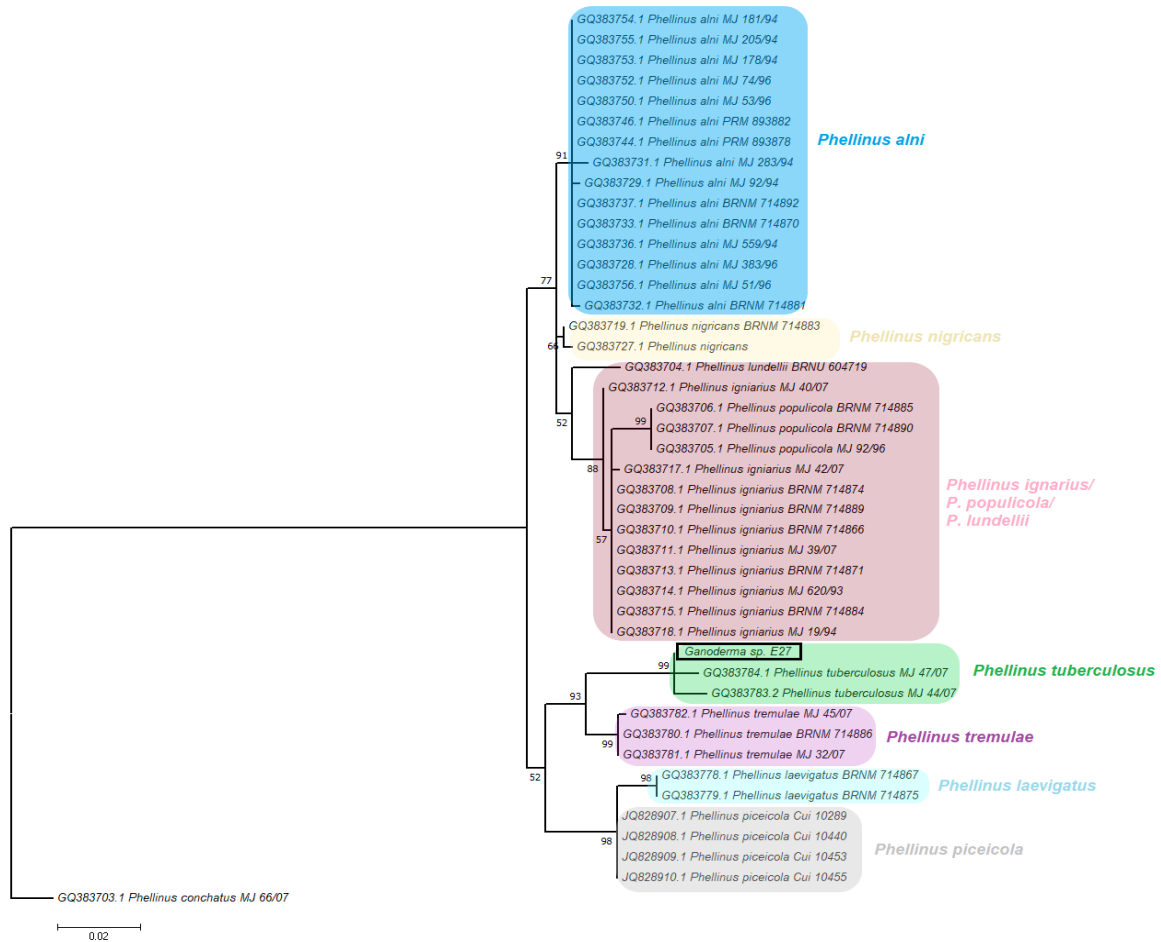 GQ383754.1 Phellinus alni MJ 181/94
GQ383755.1 Phellinus alni MJ 205/94
GQ383753.1 Phellinus alni MJ 178/94
GQ383752.1 Phellinus alni MJ 74/96
GQ383750.1 Phellinus alni MJ 53/96
GQ383746.1 Phellinus alni PRM 893882
GQ383744.1 Phellinus alni PRM 893878
Phellinus alni
91
GQ383731.1 Phellinus alni MJ 283/94
GQ383729.1 Phellinus alni MJ 92/94
GQ383737.1 Phellinus alni BRNM 714892
GQ383733.1 Phellinus alni BRNM 714870
GQ383736.1 Phellinus alni MJ 559/94
GQ383728.1 Phellinus alni MJ 383/96
77
GQ383756.1 Phellinus alni MJ 51/96
GQ383732.1 Phellinus alni BRNM 714881
GQ383719.1 Phellinus nigricans BRNM 714883
Phellinus nigricans
66
GQ383727.1 Phellinus nigricans
GQ383704.1 Phellinus lundellii BRNU 604719
GQ383712.1 Phellinus igniarius MJ 40/07
GQ383706.1 Phellinus populicola BRNM 714885
52
99
GQ383707.1 Phellinus populicola BRNM 714890
GQ383705.1 Phellinus populicola MJ 92/96
88
GQ383717.1 Phellinus igniarius MJ 42/07
GQ383708.1 Phellinus igniarius BRNM 714874
Phellinus ignarius/
P. populicola/
P. lundellii
GQ383709.1 Phellinus igniarius BRNM 714889
GQ383710.1 Phellinus igniarius BRNM 714866
57
GQ383711.1 Phellinus igniarius MJ 39/07
GQ383713.1 Phellinus igniarius BRNM 714871
GQ383714.1 Phellinus igniarius MJ 620/93
GQ383715.1 Phellinus igniarius BRNM 714884
GQ383718.1 Phellinus igniarius MJ 19/94
Ganoderma sp. E27
99
GQ383784.1 Phellinus tuberculosus MJ 47/07
Phellinus tuberculosus
GQ383783.2 Phellinus tuberculosus MJ 44/07
93
GQ383782.1 Phellinus tremulae MJ 45/07
GQ383780.1 Phellinus tremulae BRNM 714886
Phellinus tremulae
99
GQ383781.1 Phellinus tremulae MJ 32/07
52
98
GQ383778.1 Phellinus laevigatus BRNM 714867
Phellinus laevigatus
GQ383779.1 Phellinus laevigatus BRNM 714875
JQ828907.1 Phellinus piceicola Cui 10289
98
JQ828908.1 Phellinus piceicola Cui 10440
Phellinus piceicola
JQ828909.1 Phellinus piceicola Cui 10453
JQ828910.1 Phellinus piceicola Cui 10455
GQ383703.1 Phellinus conchatus MJ 66/07
0.02